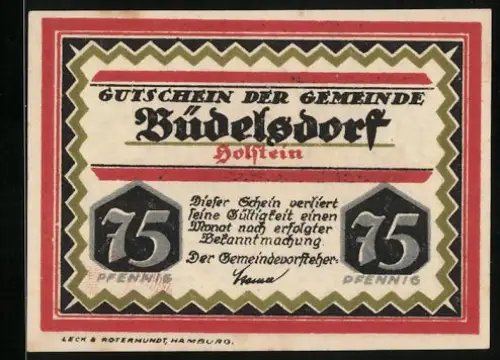 GUTSCHEIN DER GEMEINDE
Büdelsdorf
Holstein
75
PFENNIG
Dieser Schein verliert
seine Gültigkeit einen
Monat nach erfolgter
Bekanntmachung.
Der Gemeindevorsteher:
75
PFENNIG
LECK & ROTERMUNDT, HAMBURG.